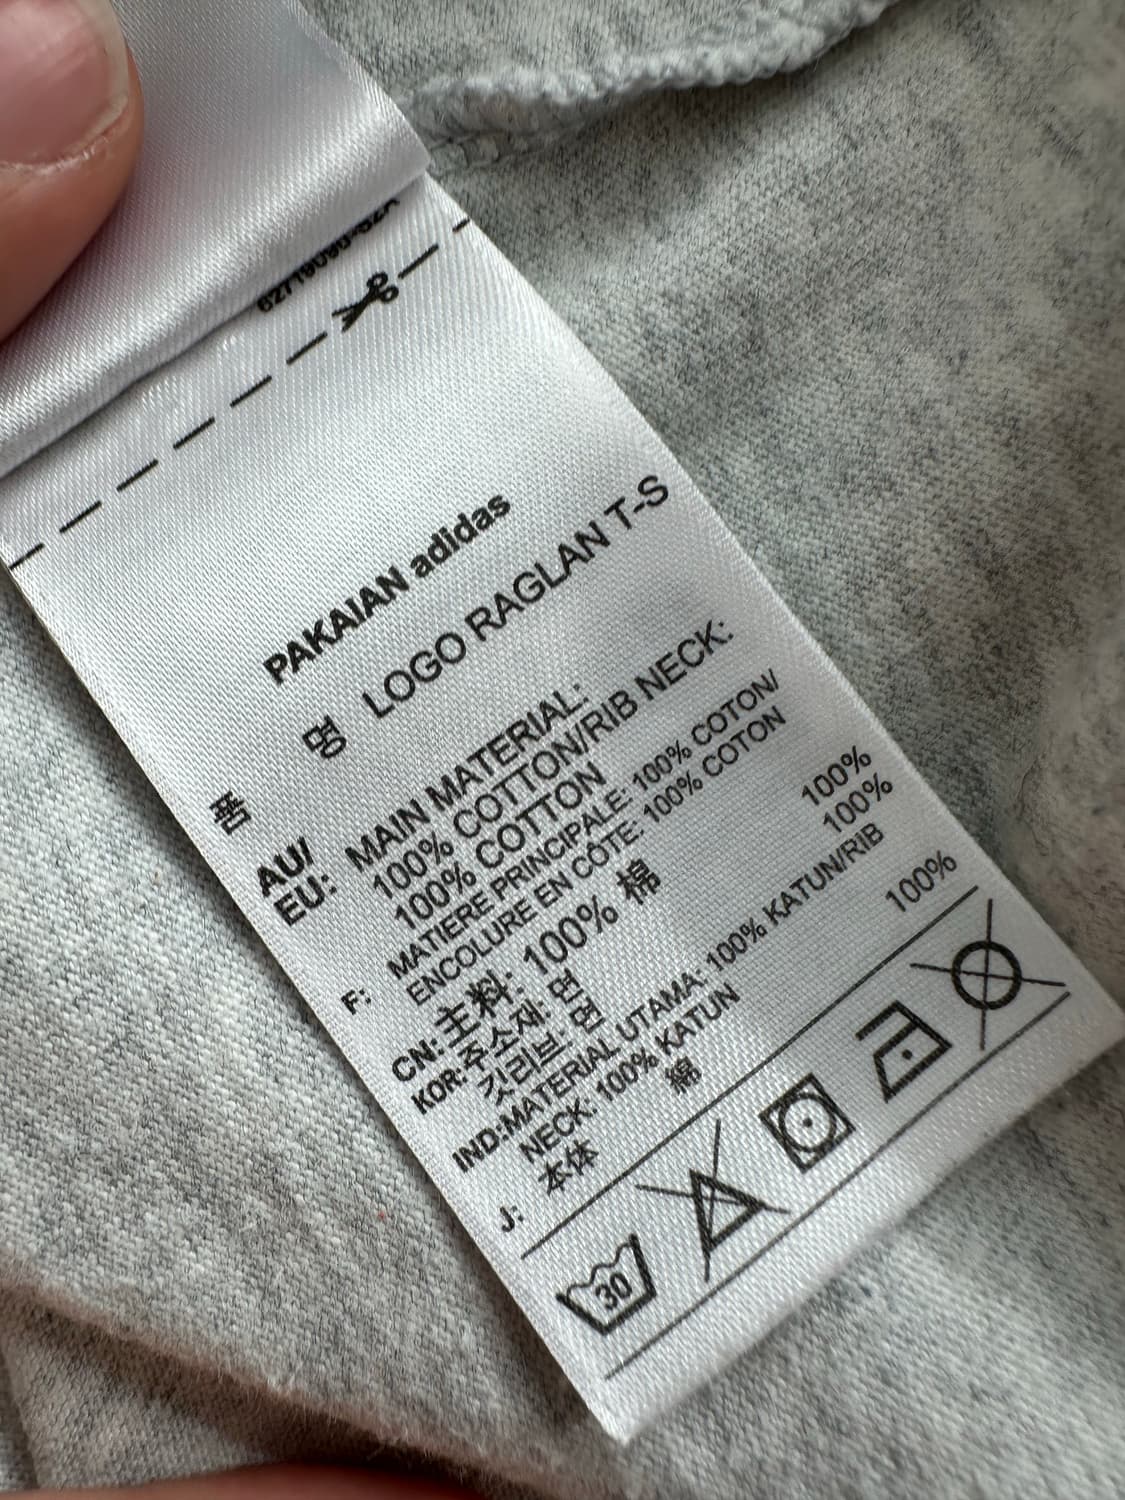 PAKAIAN adidas
품 명 LOGO RAGLAN T-S
AU/ MAIN MATERIAL:
EU: 100% COTTON/RIB NECK:
100% COTTON
F: MATIERE PRINCIPALE: 100% COTON/
ENCOLURE EN CÔTE: 100% COTON
CN: 主料: 100% 棉
KOR: 주소재: 면 100%
깃리브: 면 100%
IND: MATERIAL UTAMA: 100% KATUN/RIB
NECK: 100% KATUN
J: 本体 綿 100%
30